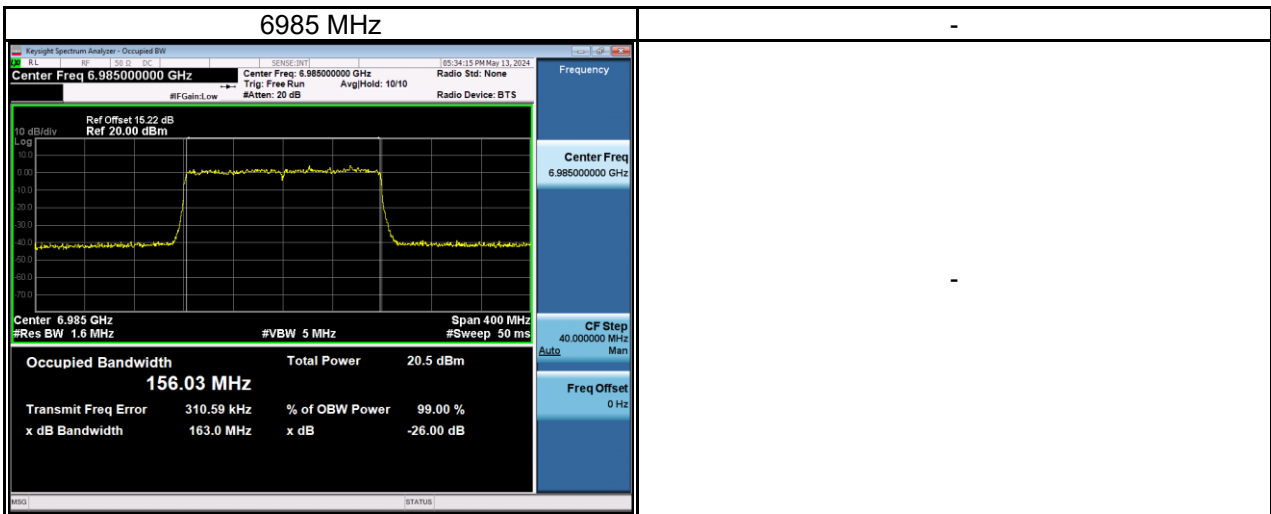 6985 MHz
-
Keysight Spectrum Analyzer - Occupied BW
RL RF 50 Ω DC SENSE:INT 05:34:15 PM May 13, 2024
Center Freq 6.985000000 GHz
Center Freq: 6.985000000 GHz
Radio Std: None
Trig: Free Run Avg|Hold: 10/10
#IFGain:Low #Atten: 20 dB Radio Device: BTS
Frequency
Ref Offset 15.22 dB
10 dB/div Ref 20.00 dBm
Log
10.0
0.00
-10.0
-20.0
-30.0
-40.0
-50.0
-60.0
-70.0
Center Freq
6.985000000 GHz
Center 6.985 GHz Span 400 MHz
#Res BW 1.6 MHz #VBW 5 MHz #Sweep 50 ms
CF Step
40.000000 MHz
Auto Man
Freq Offset
0 Hz
Occupied Bandwidth Total Power 20.5 dBm
156.03 MHz
Transmit Freq Error 310.59 kHz % of OBW Power 99.00 %
x dB Bandwidth 163.0 MHz x dB -26.00 dB
MSG STATUS
-